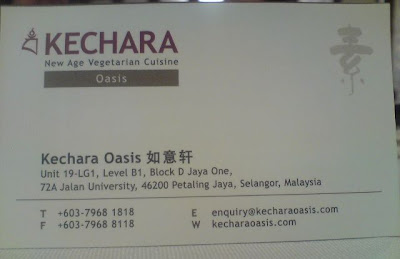 KECHARA
New Age Vegetarian Cuisine
Oasis
素
Kechara Oasis 如意轩
Unit 19-LG1, Level B1, Block D Jaya One,
72A Jalan University, 46200 Petaling Jaya, Selangor, Malaysia
T +603-7968 1818 E enquiry@kecharaoasis.com
F +603-7968 8118 W kecharaoasis.com